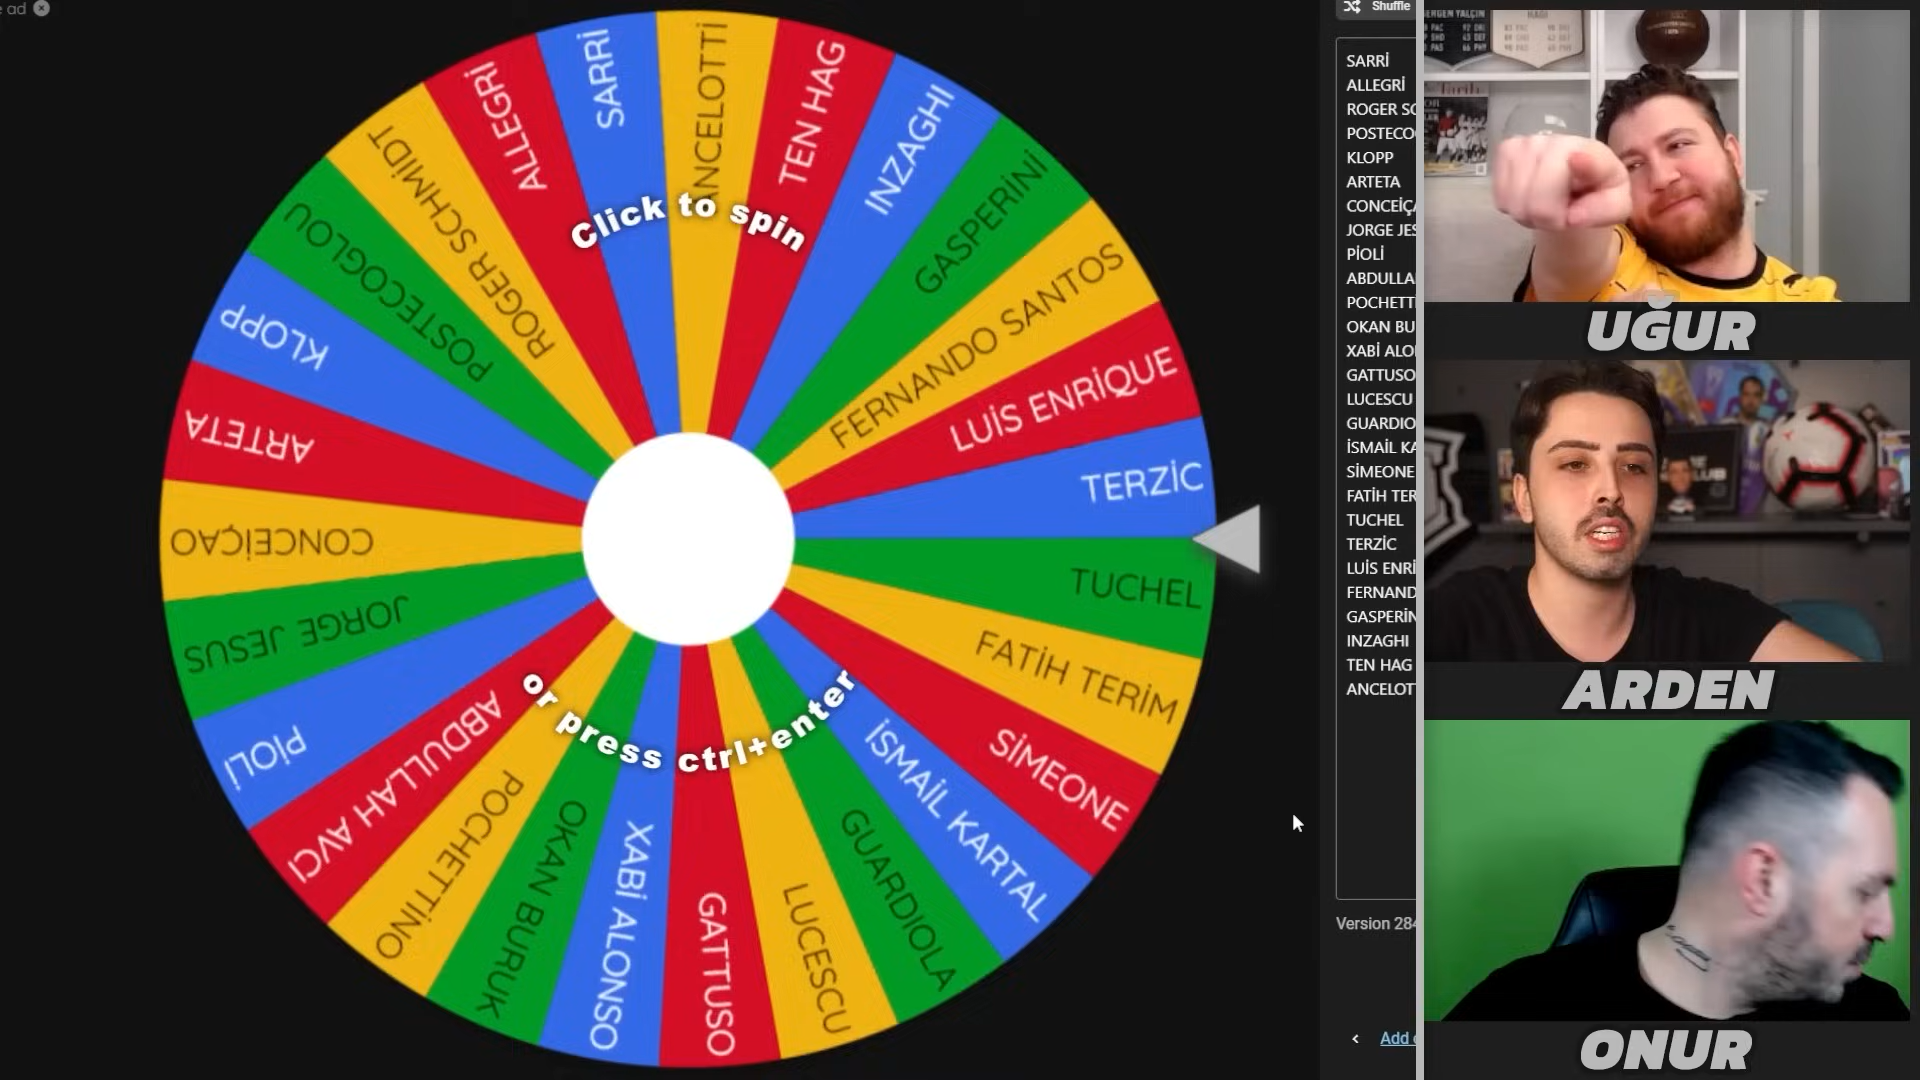 e ad
SARRİ
ANCELOTTİ
TEN HAG
INZAGHI
GASPERİNİ
FERNANDO SANTOS
LUİS ENRİQUE
TERZİC
TUCHEL
FATİH TERİM
SİMEONE
İSMAİL KARTAL
GUARDIOLA
LUCESCU
GATTUSO
XABİ ALONSO
OKAN BURUK
POCHETTİNO
ABDULLAH AVCI
PİOLİ
JORGE JESUS
CONCEİÇAO
ARTETA
KLOPP
POSTECOGLOU
ROGER SCHMİDT
ALLEGRİ
Click to spin
or press ctrl+enter
Shuffle
SARRİ
ALLEGRİ
ROGER SC
POSTECO
KLOPP
ARTETA
CONCEİÇA
JORGE JES
PİOLİ
ABDULLA
POCHETTİ
OKAN BU
XABİ ALO
GATTUSO
LUCESCU
GUARDIO
İSMAİL KA
SİMEONE
FATİH TER
TUCHEL
TERZİC
LUİS ENRİ
FERNAND
GASPERİN
INZAGHI
TEN HAG
ANCELOT
Version 284
Add
UĞUR
ARDEN
ONUR